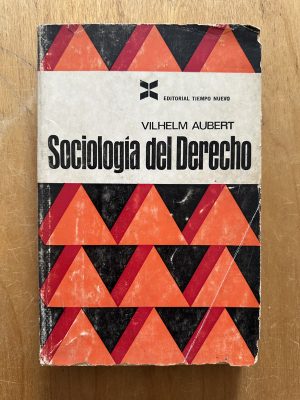 EDITORIAL TIEMPO NUEVO
VILHELM AUBERT
Sociología del Derecho